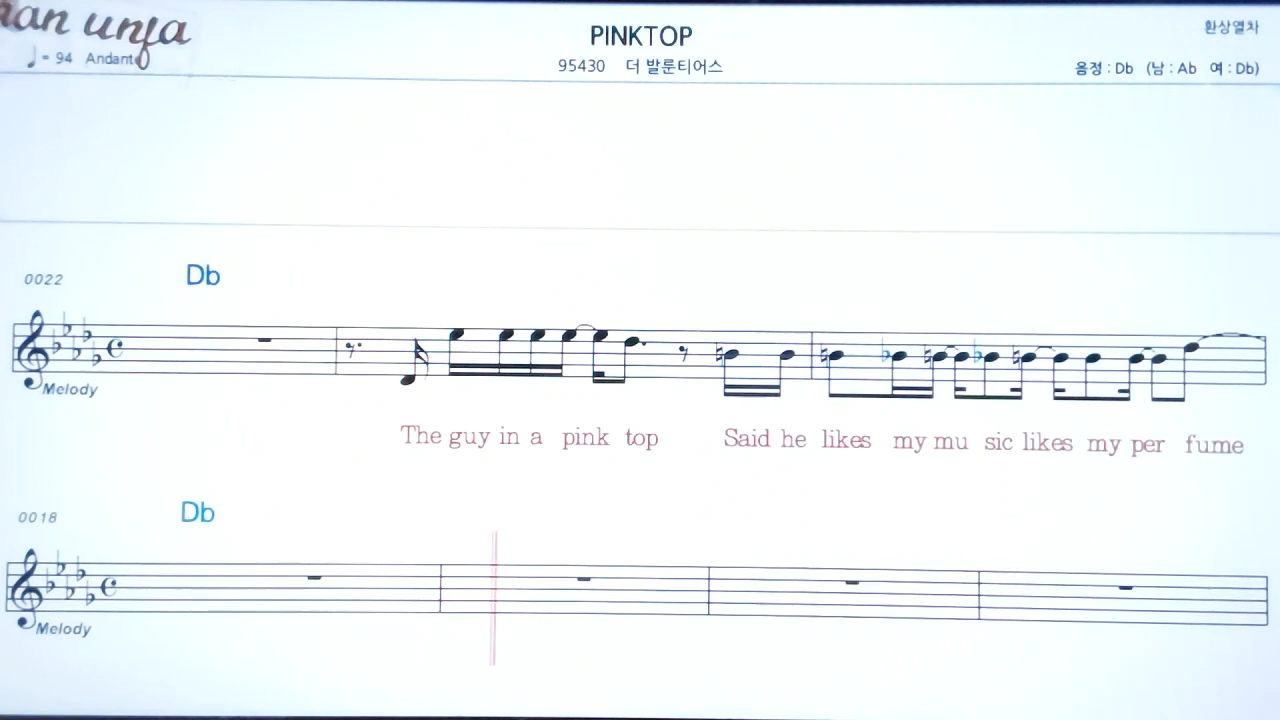 PINKTOP
환상열차
♩= 94 Andante
95430 더 발룬티어스
음정 : Db (남 : Ab 여 : Db)
0022
Db
Melody
The guy in a pink top Said he likes my mu sic likes my per fume
0018
Db
Melody